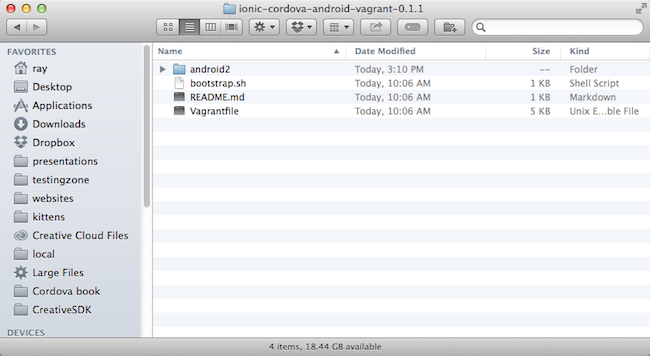 ionic-cordova-android-vagrant-0.1.1
FAVORITES
ray
Desktop
Applications
Downloads
Dropbox
presentations
testingzone
websites
kittens
Creative Cloud Files
local
Large Files
Cordova book
CreativeSDK
DEVICES
Name Date Modified Size Kind
android2 Today, 3:10 PM -- Folder
bootstrap.sh Today, 10:06 AM 1 KB Shell Script
README.md Today, 10:06 AM 1 KB Markdown
Vagrantfile Today, 10:06 AM 5 KB Unix E...ble File
4 items, 18.44 GB available